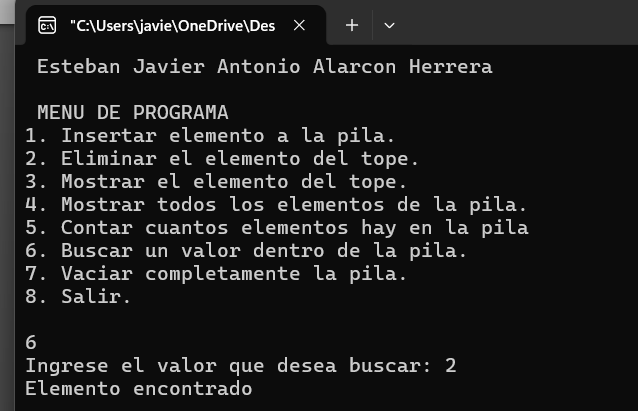 "C:\Users\javie\OneDrive\Des
Esteban Javier Antonio Alarcon Herrera
MENU DE PROGRAMA
1. Insertar elemento a la pila.
2. Eliminar el elemento del tope.
3. Mostrar el elemento del tope.
4. Mostrar todos los elementos de la pila.
5. Contar cuantos elementos hay en la pila
6. Buscar un valor dentro de la pila.
7. Vaciar completamente la pila.
8. Salir.
6
Ingrese el valor que desea buscar: 2
Elemento encontrado